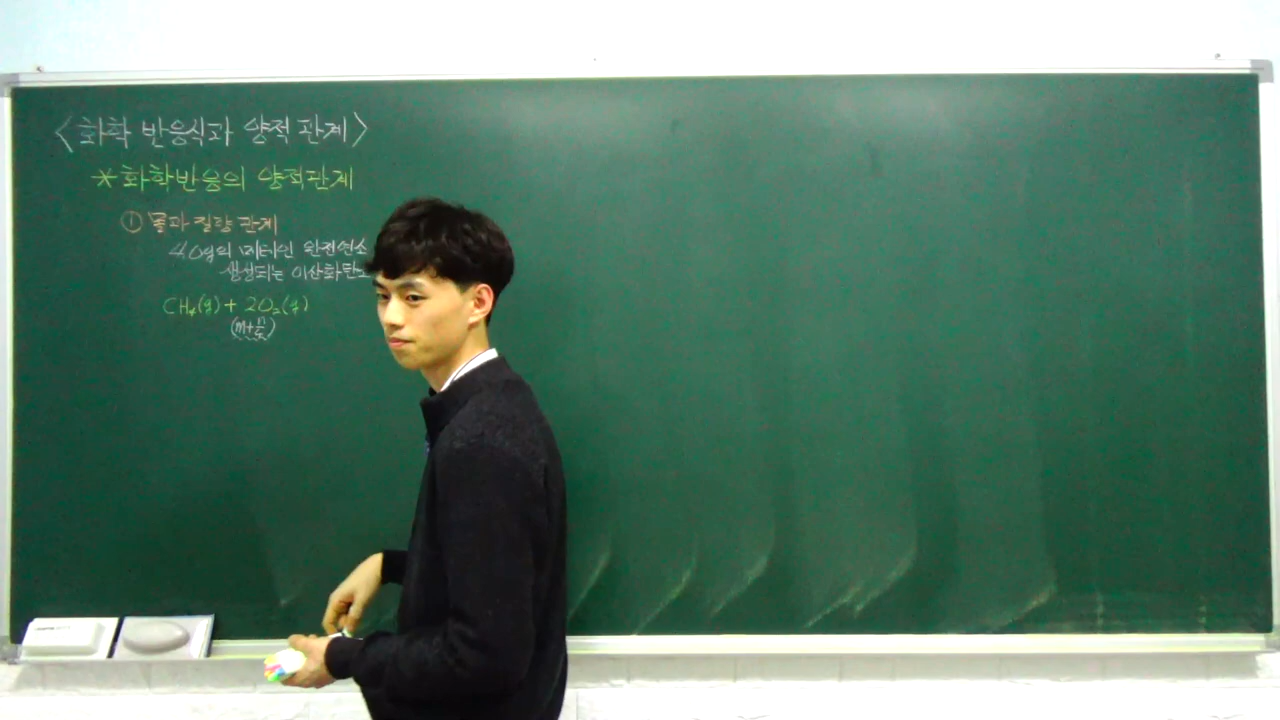 <화학 반응식과 양적 관계>
*화학반응의 양적관계
① 몰과 질량 관계
4.0g의 메테인 완전연소
생성되는 이산화탄소
CH₄(g) + 2O₂(g)
(m+n/4)